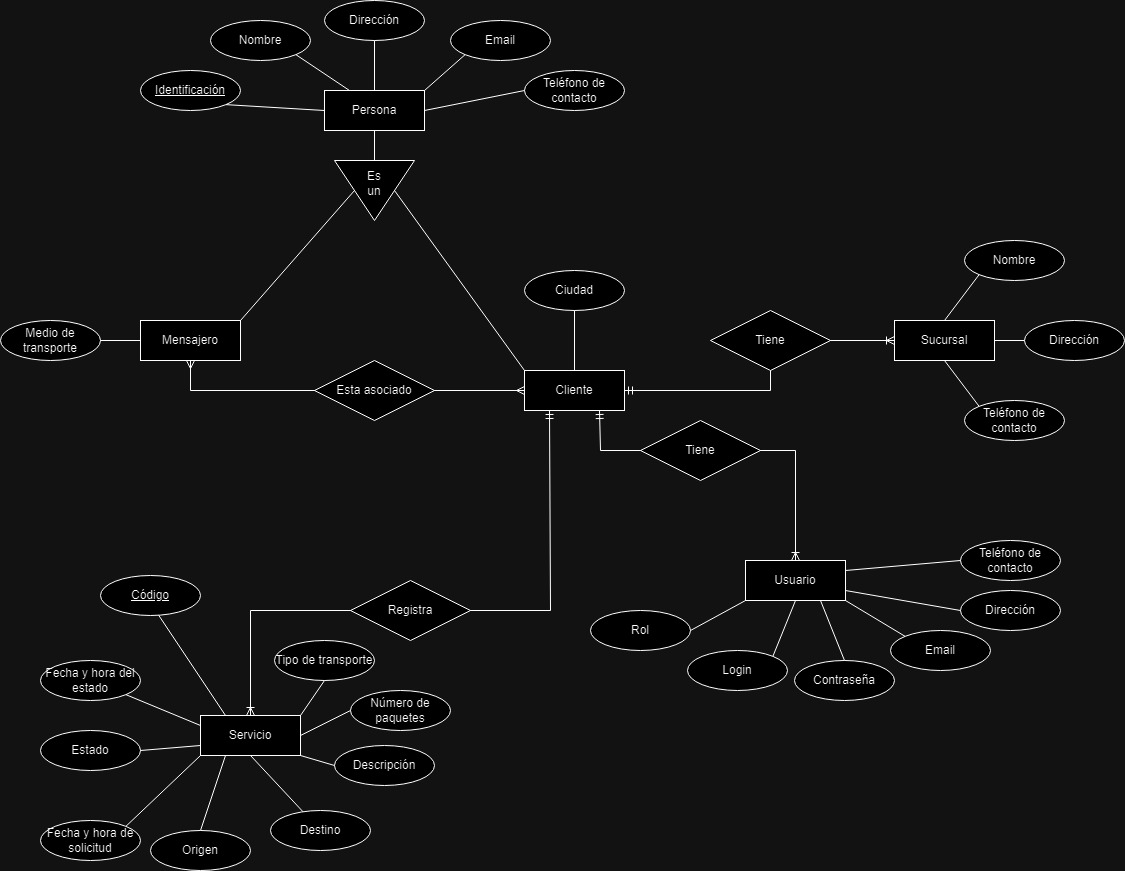 Dirección
Nombre
Email
Identificación
Teléfono de
contacto
Persona
Es
un
Nombre
Ciudad
Medio de
transporte
Mensajero
Tiene
Sucursal
Dirección
Esta asociado
Cliente
Teléfono de
contacto
Tiene
Teléfono de
contacto
Usuario
Código
Registra
Dirección
Rol
Email
Tipo de transporte
Login
Contraseña
Fecha y hora del
estado
Número de
paquetes
Servicio
Estado
Descripción
Fecha y hora de
solicitud
Destino
Origen